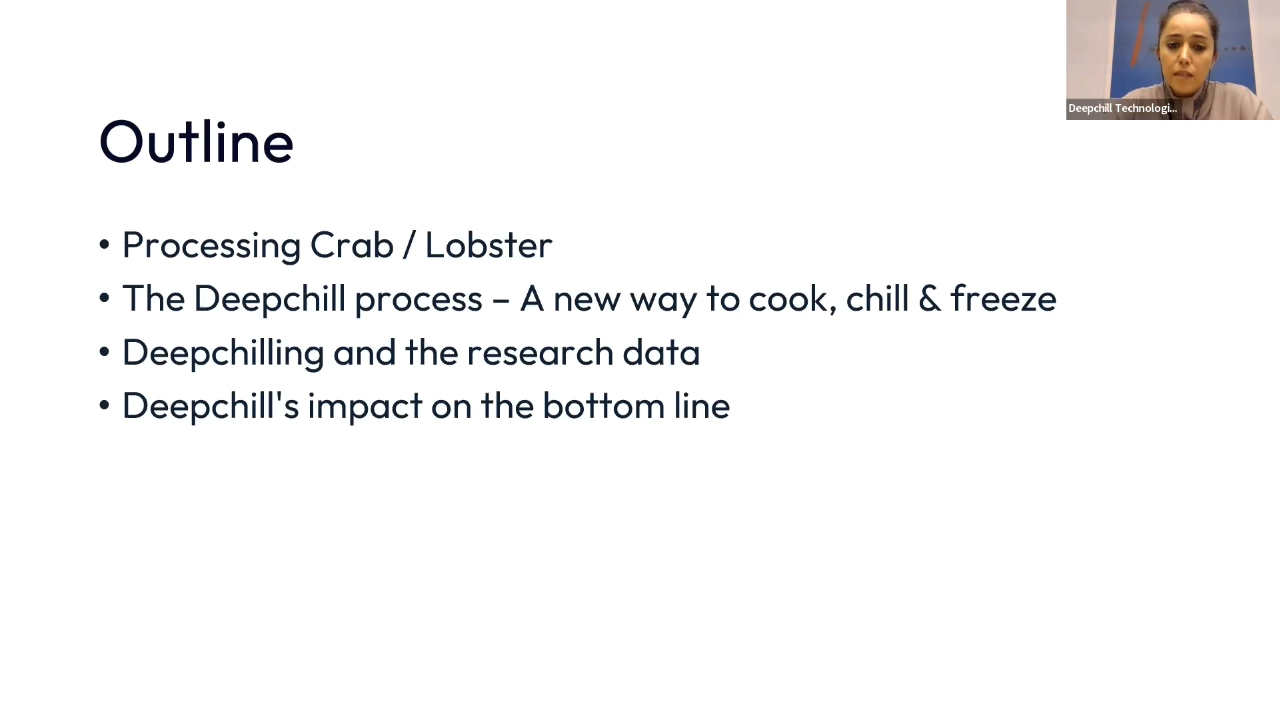 Deepchill Technologi...
Outline
• Processing Crab / Lobster
• The Deepchill process – A new way to cook, chill & freeze
• Deepchilling and the research data
• Deepchill's impact on the bottom line